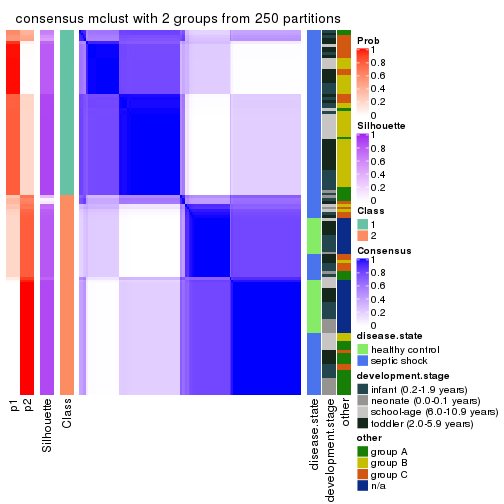 consensus mclust with 2 groups from 250 partitions
p1
p2
Silhouette
Class
disease.state
development.stage
other
Prob
1
0.8
0.6
0.4
0.2
0
Silhouette
1
0.8
0.6
0.4
0.2
0
Class
1
2
Consensus
1
0.8
0.6
0.4
0.2
0
disease.state
healthy control
septic shock
development.stage
infant (0.2-1.9 years)
neonate (0.0-0.1 years)
school-age (6.0-10.9 years)
toddler (2.0-5.9 years)
other
group A
group B
group C
n/a